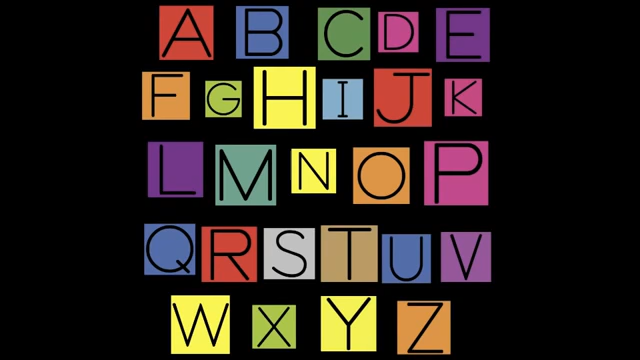 A B C D E
F G H I J K
L M N O P
Q R S T U V
W X Y Z